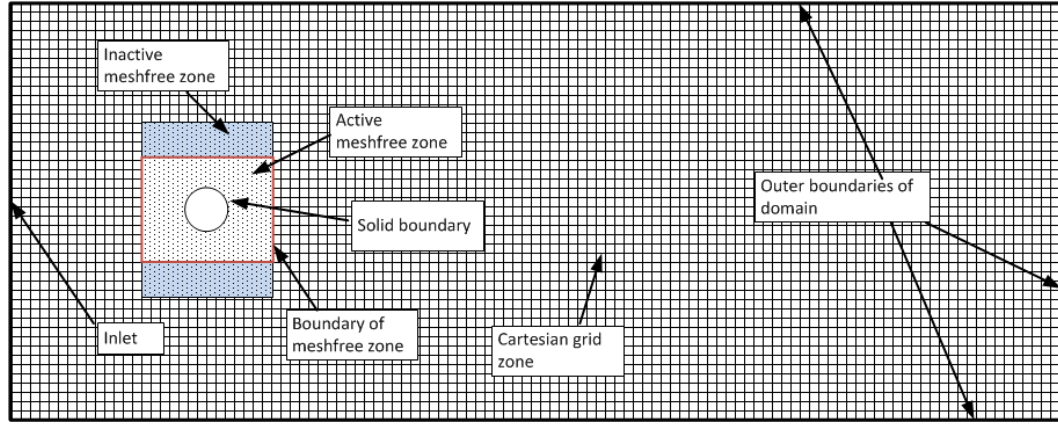 Inactive
meshfree zone
Active
meshfree zone
Outer boundaries of
domain
Solid boundary
Inlet
Boundary of
meshfree zone
Cartesian grid
zone